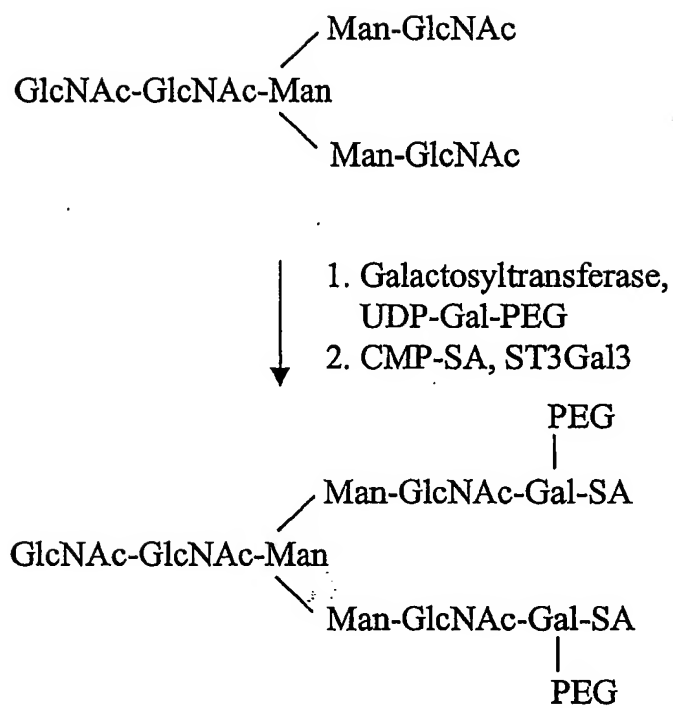 Man-GlcNAc
GlcNAc-GlcNAc-Man
Man-GlcNAc
1. Galactosyltransferase,
UDP-Gal-PEG
2. CMP-SA, ST3Gal3
PEG
Man-GlcNAc-Gal-SA
GlcNAc-GlcNAc-Man
Man-GlcNAc-Gal-SA
PEG